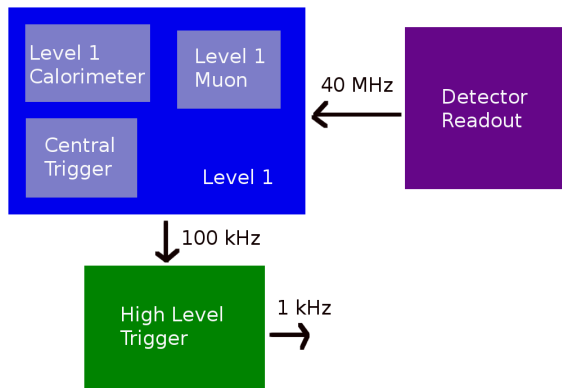 Level 1
Calorimeter
Level 1
Muon
Central
Trigger
Level 1
40 MHz
Detector
Readout
100 kHz
High Level
Trigger
1 kHz